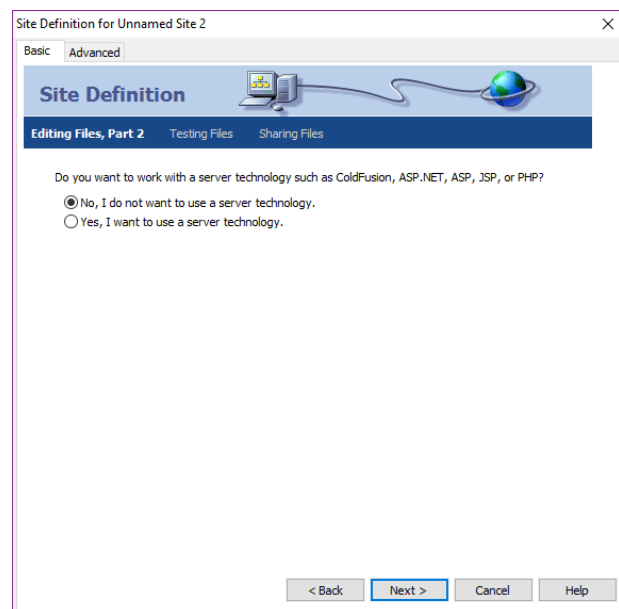 Site Definition for Unnamed Site 2
Basic Advanced
Site Definition
Editing Files, Part 2 Testing Files Sharing Files
Do you want to work with a server technology such as ColdFusion, ASP.NET, ASP, JSP, or PHP?
No, I do not want to use a server technology.
Yes, I want to use a server technology.
< Back Next > Cancel Help